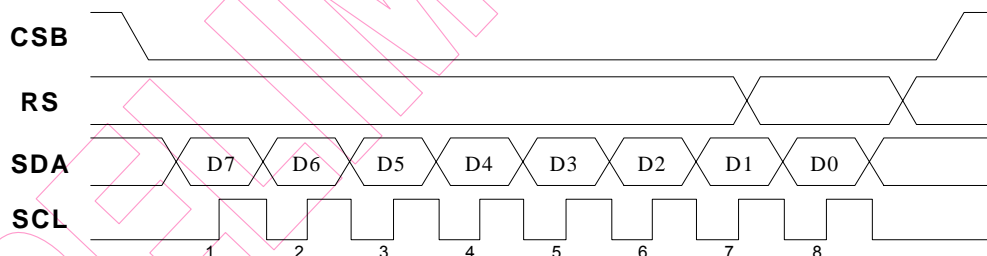 CSB
RS
SDA D7 D6 D5 D4 D3 D2 D1 D0
SCL
1 2 3 4 5 6 7 8